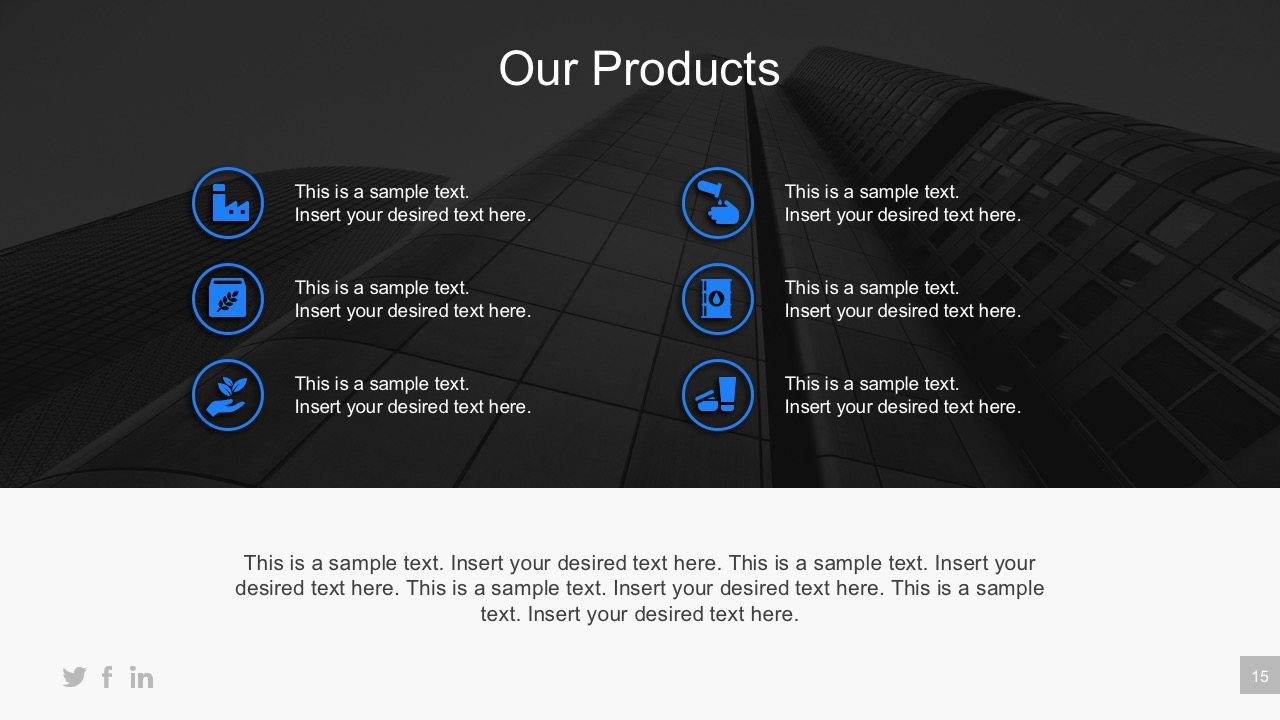 Our Products
This is a sample text.
Insert your desired text here.
This is a sample text.
Insert your desired text here.
This is a sample text.
Insert your desired text here.
This is a sample text.
Insert your desired text here.
This is a sample text.
Insert your desired text here.
This is a sample text.
Insert your desired text here.
This is a sample text. Insert your desired text here. This is a sample text. Insert your
desired text here. This is a sample text. Insert your desired text here. This is a sample
text. Insert your desired text here.
15